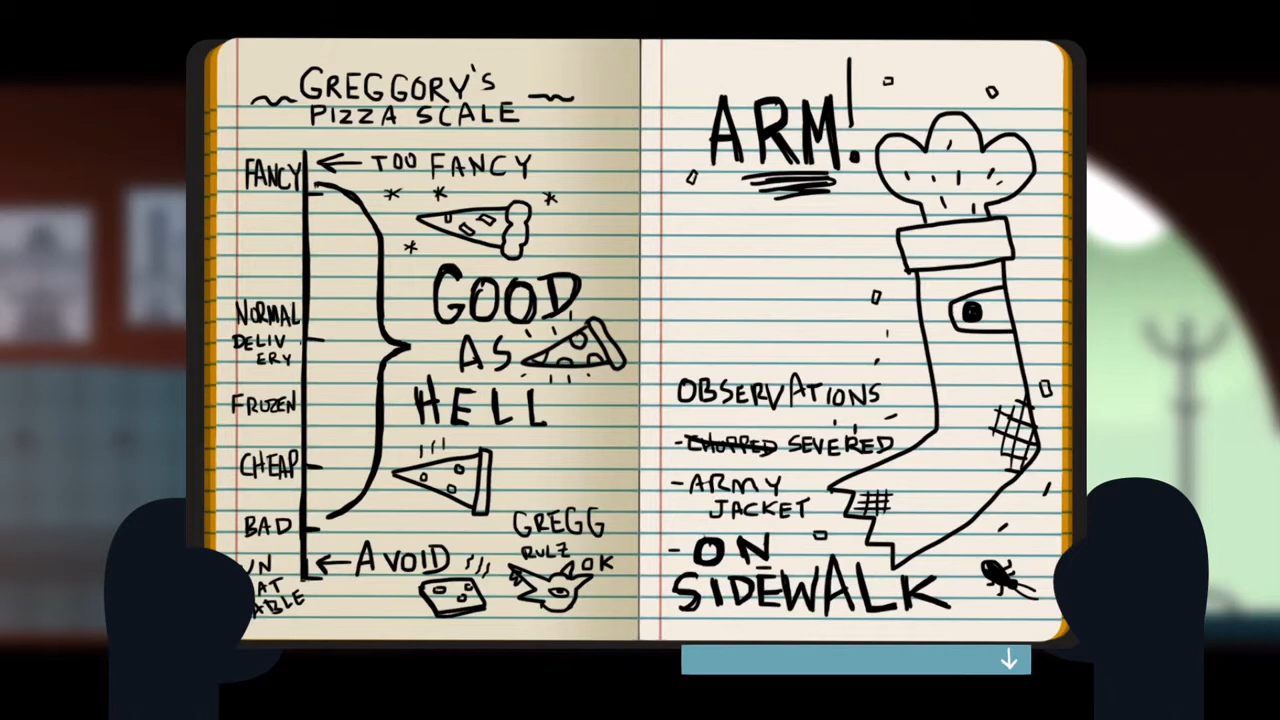 GREGGORY'S
PIZZA SCALE
FANCY
← TOO FANCY
NORMAL
DELIV
ERY
FROZEN
CHEAP
BAD
GOOD
AS
HELL
← AVOID
GREGG
RULZ
OK
ARM!
OBSERVATIONS
- CHOPPED SEVERED
- ARMY
JACKET
- ON
SIDEWALK